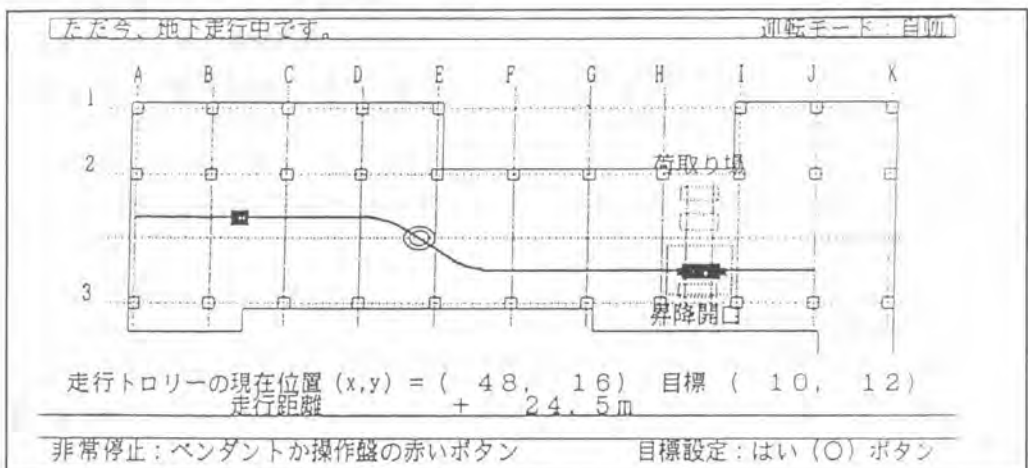 ただ今、地下走行中です。 運転モード：自動
A B C D E F G H I J K
1
2
荷取り場
3
昇降開口
走行トロリーの現在位置(x,y)=( 48, 16) 目標 ( 10, 12)
走行距離 + 24.5m
非常停止：ペンダントか操作盤の赤いボタン 目標設定：はい(〇)ボタン